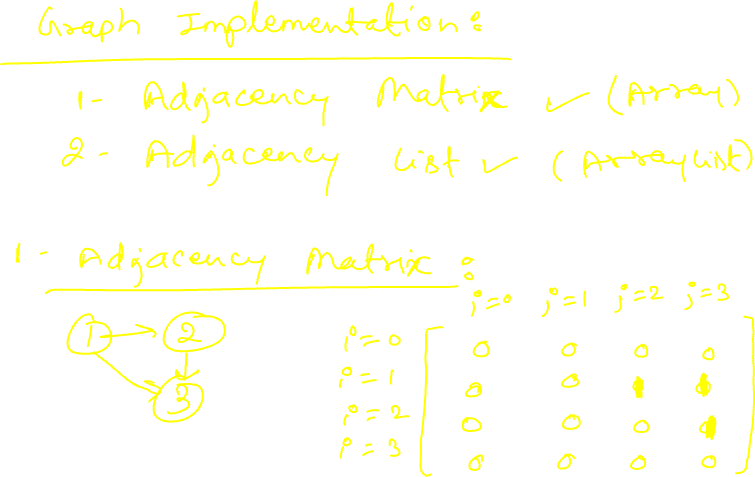 Graph Implementation:
1- Adjacency Matrix ✓ (Array)
2- Adjacency List ✓ (ArrayList)
1- Adjacency Matrix:
j=0 j=1 j=2 j=3
1 2
3
i=0 0 0 0 0
i=1 0 0 1 1
i=2 0 0 0 1
i=3 0 0 0 0